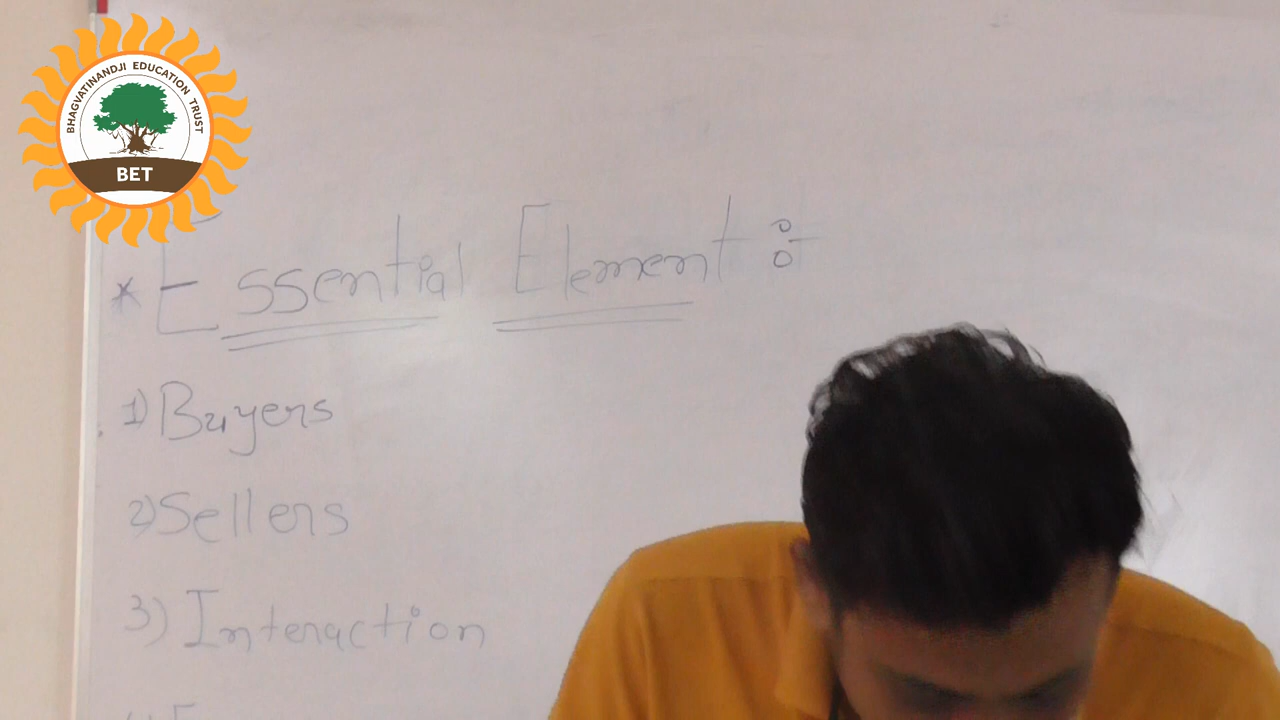 BHAGVATINANDJI EDUCATION TRUST
BET
* Essential Element :-
1) Buyers
2) Sellers
3) Interaction